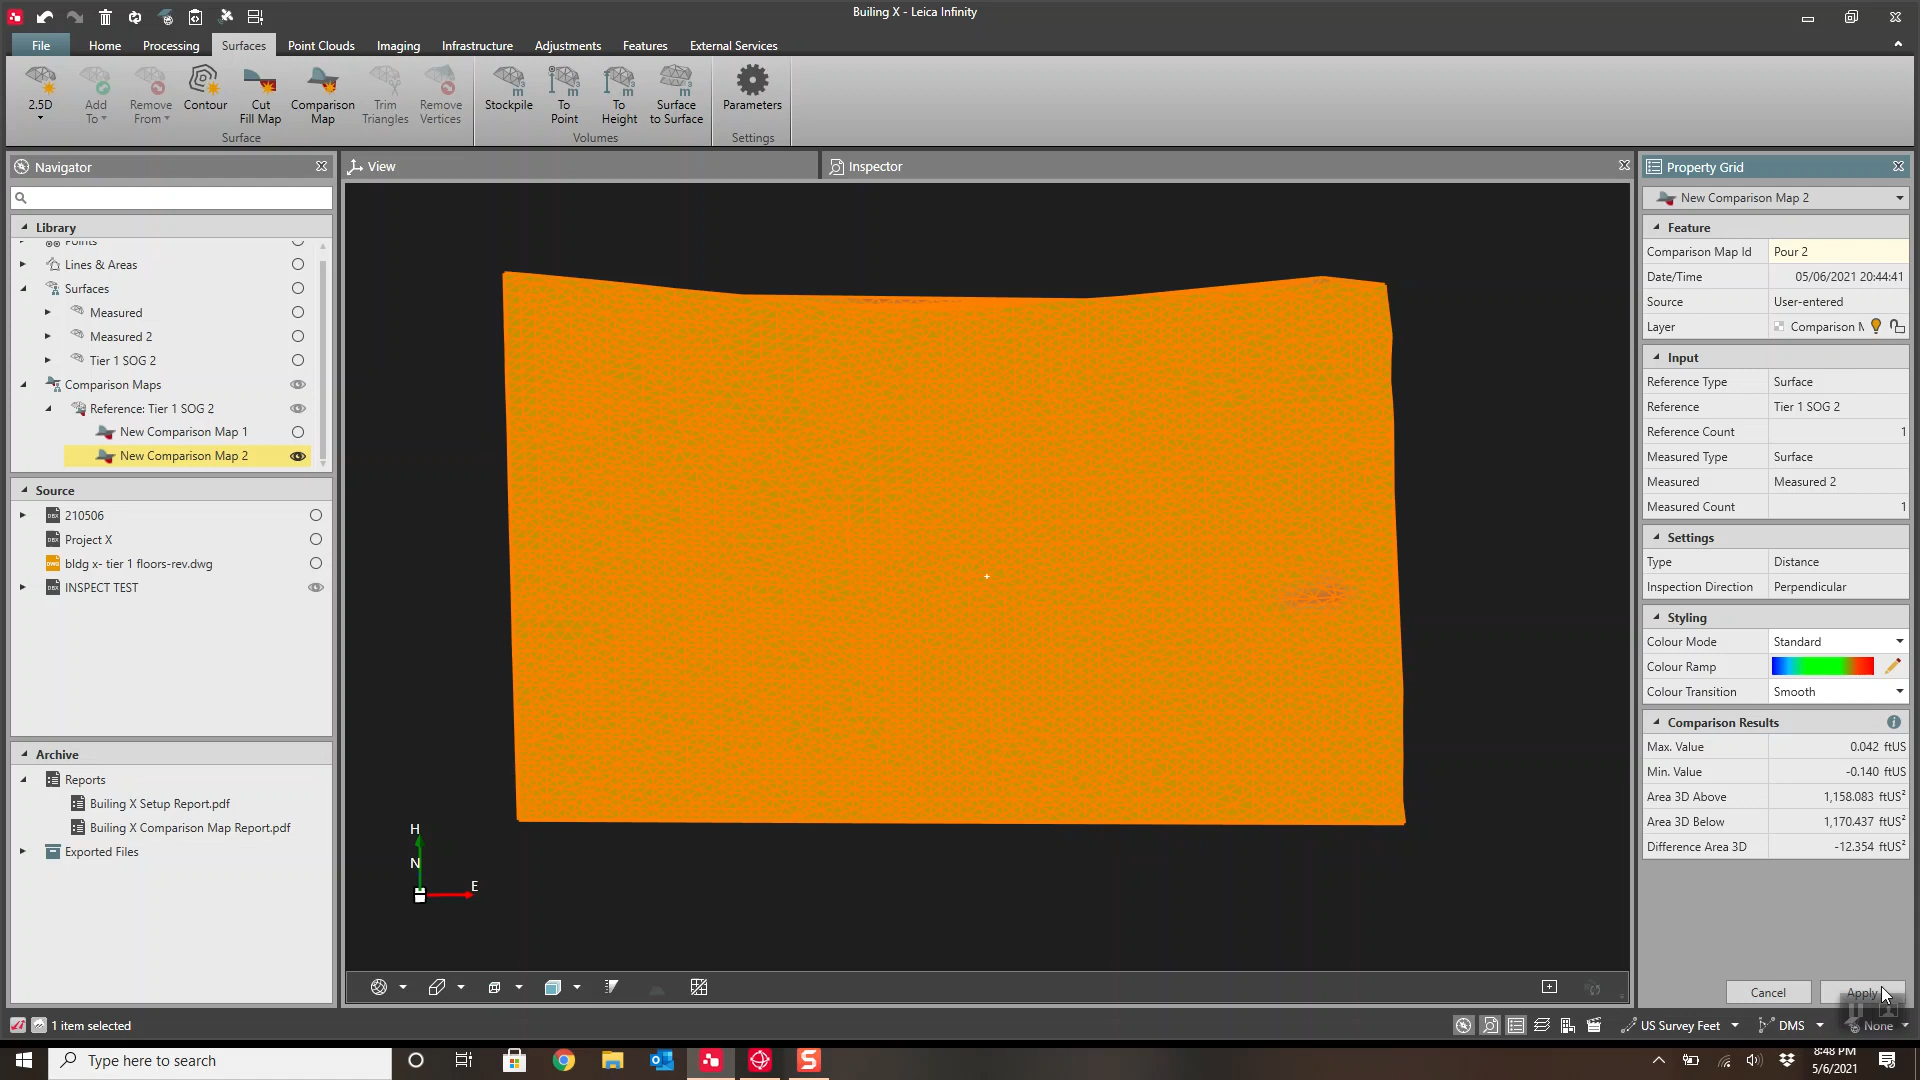 Builing X - Leica Infinity
File Home Processing Surfaces Point Clouds Imaging Infrastructure Adjustments Features External Services
2.5D Add To Remove From Contour Cut Fill Map Comparison Map Trim Triangles Remove Vertices Stockpile To Point To Height Surface to Surface Parameters
Surface Volumes Settings
Navigator
View
Inspector
Property Grid
New Comparison Map 2
Library
Points
Lines & Areas
Surfaces
Measured
Measured 2
Tier 1 SOG 2
Comparison Maps
Reference: Tier 1 SOG 2
New Comparison Map 1
New Comparison Map 2
Source
210506
Project X
bldg x- tier 1 floors-rev.dwg
INSPECT TEST
Archive
Reports
Builing X Setup Report.pdf
Builing X Comparison Map Report.pdf
Exported Files
H
N
E
Feature
Comparison Map Id Pour 2
Date/Time 05/06/2021 20:44:41
Source User-entered
Layer Comparison M
Input
Reference Type Surface
Reference Tier 1 SOG 2
Reference Count 1
Measured Type Surface
Measured Measured 2
Measured Count 1
Settings
Type Distance
Inspection Direction Perpendicular
Styling
Colour Mode Standard
Colour Ramp
Colour Transition Smooth
Comparison Results
Max. Value 0.042 ftUS
Min. Value -0.140 ftUS
Area 3D Above 1,158.083 ftUS²
Area 3D Below 1,170.437 ftUS²
Difference Area 3D -12.354 ftUS²
Cancel Apply
1 item selected
US Survey Feet DMS None
Type here to search
8:48 PM
5/6/2021